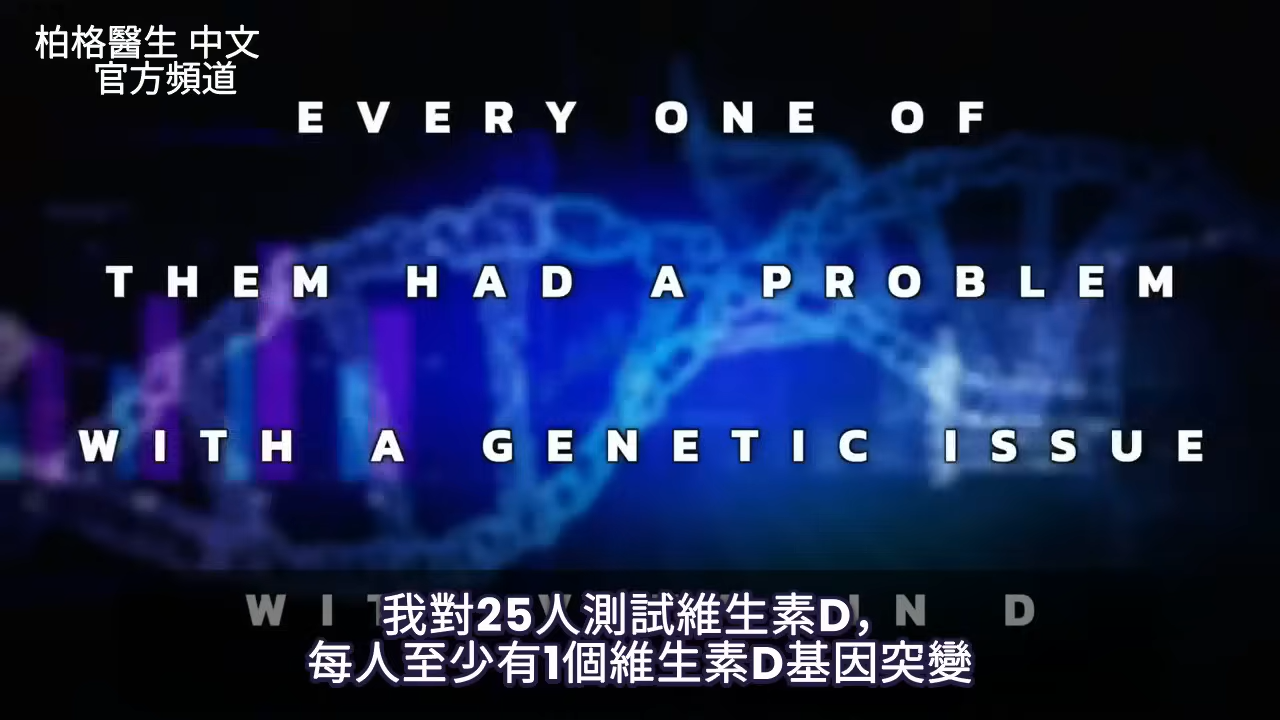 柏格醫生 中文
官方頻道
EVERY ONE OF
THEM HAD A PROBLEM
WITH A GENETIC ISSUE
D
我對25人測試維生素D，
每人至少有1個維生素D基因突變